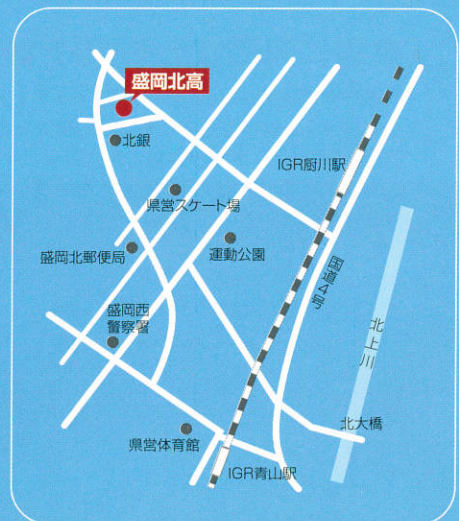 盛岡北高
北銀
IGR厨川駅
県営スケート場
盛岡北郵便局
運動公園
国道4号
盛岡西
警察署
北上川
北大橋
県営体育館
IGR青山駅